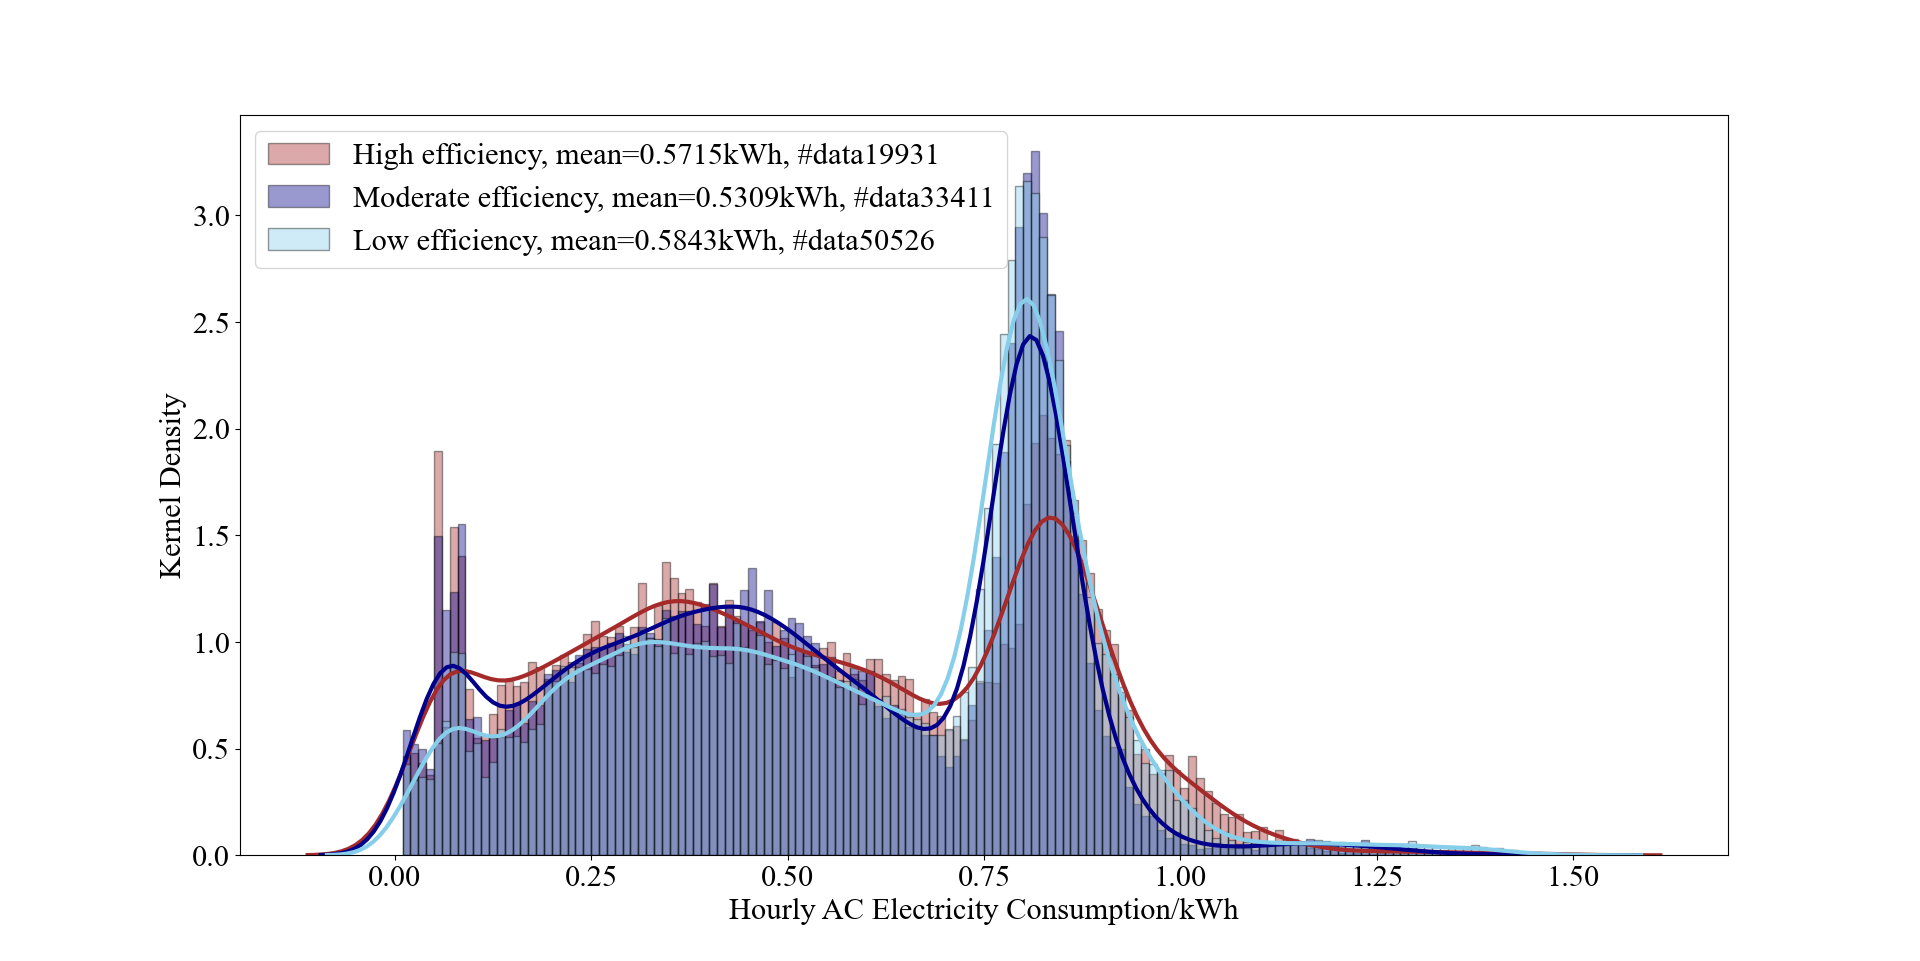 High efficiency, mean=0.5715kWh, #data19931
Moderate efficiency, mean=0.5309kWh, #data33411
Low efficiency, mean=0.5843kWh, #data50526
3.0
2.5
2.0
1.5
1.0
0.5
0.0
Kernel Density
0.00 0.25 0.50 0.75 1.00 1.25 1.50
Hourly AC Electricity Consumption/kWh